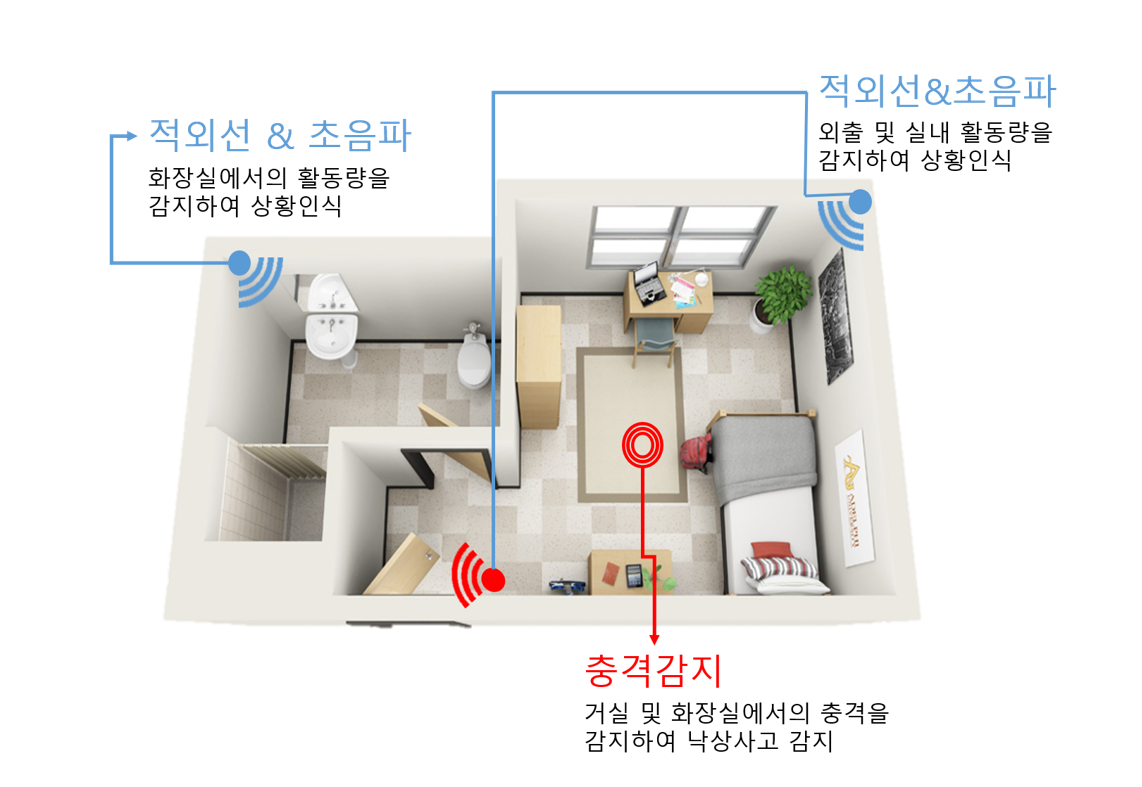 적외선 & 초음파
화장실에서의 활동량을
감지하여 상황인식
적외선&초음파
외출 및 실내 활동량을
감지하여 상황인식
충격감지
거실 및 화장실에서의 충격을
감지하여 낙상사고 감지